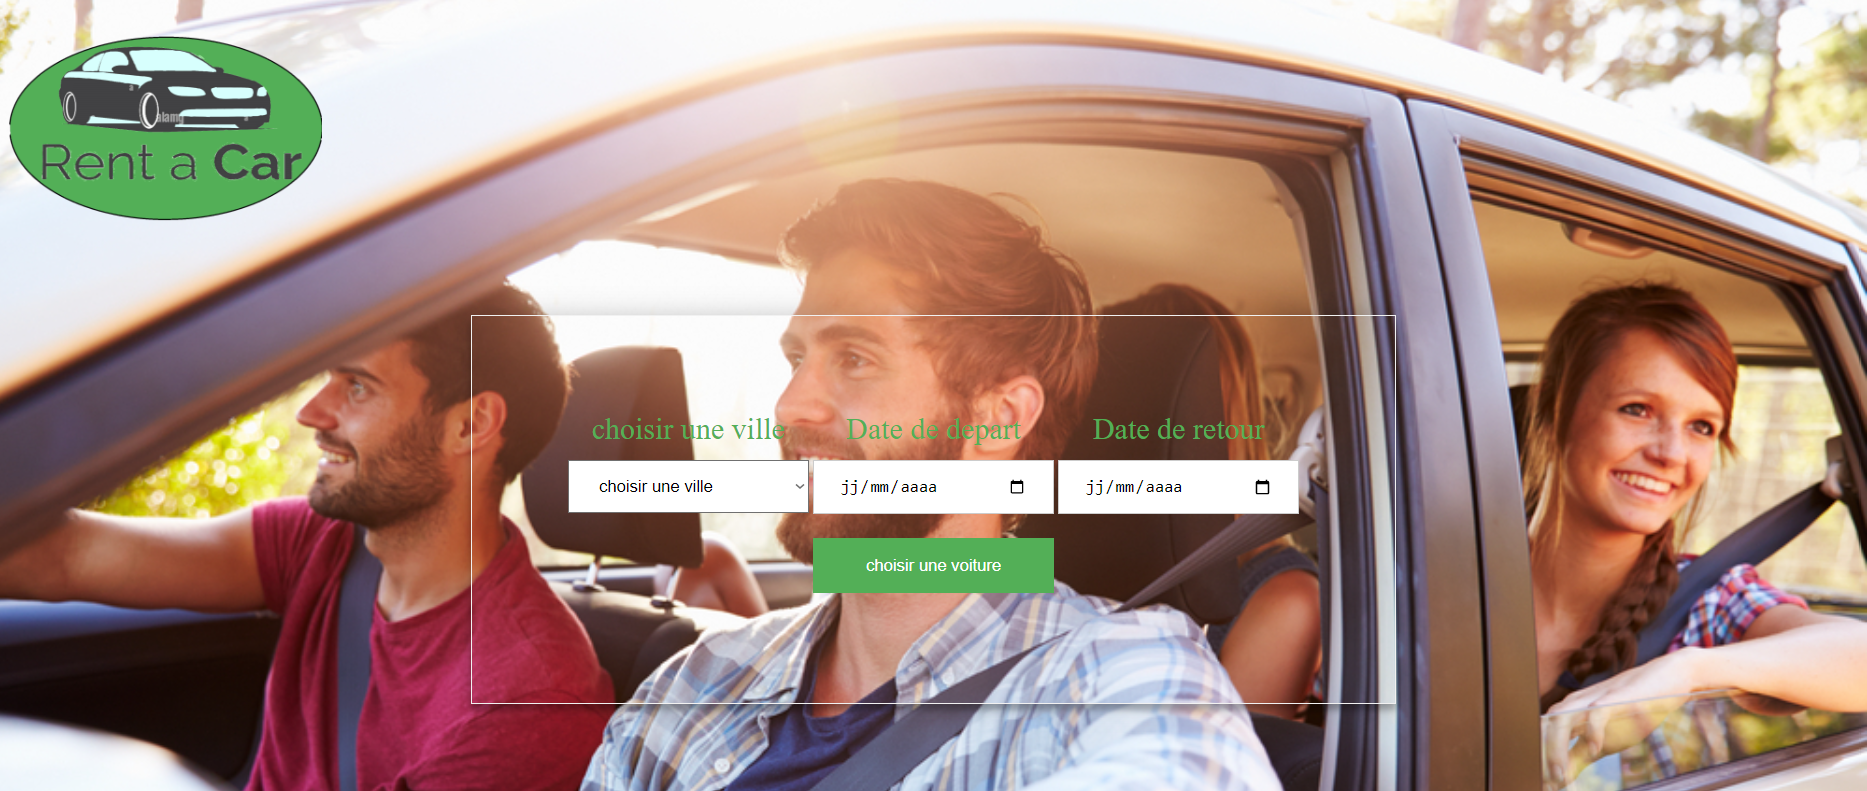 alamy
Rent a Car
choisir une ville
Date de depart
Date de retour
choisir une ville
jj/mm/aaaa
jj/mm/aaaa
choisir une voiture